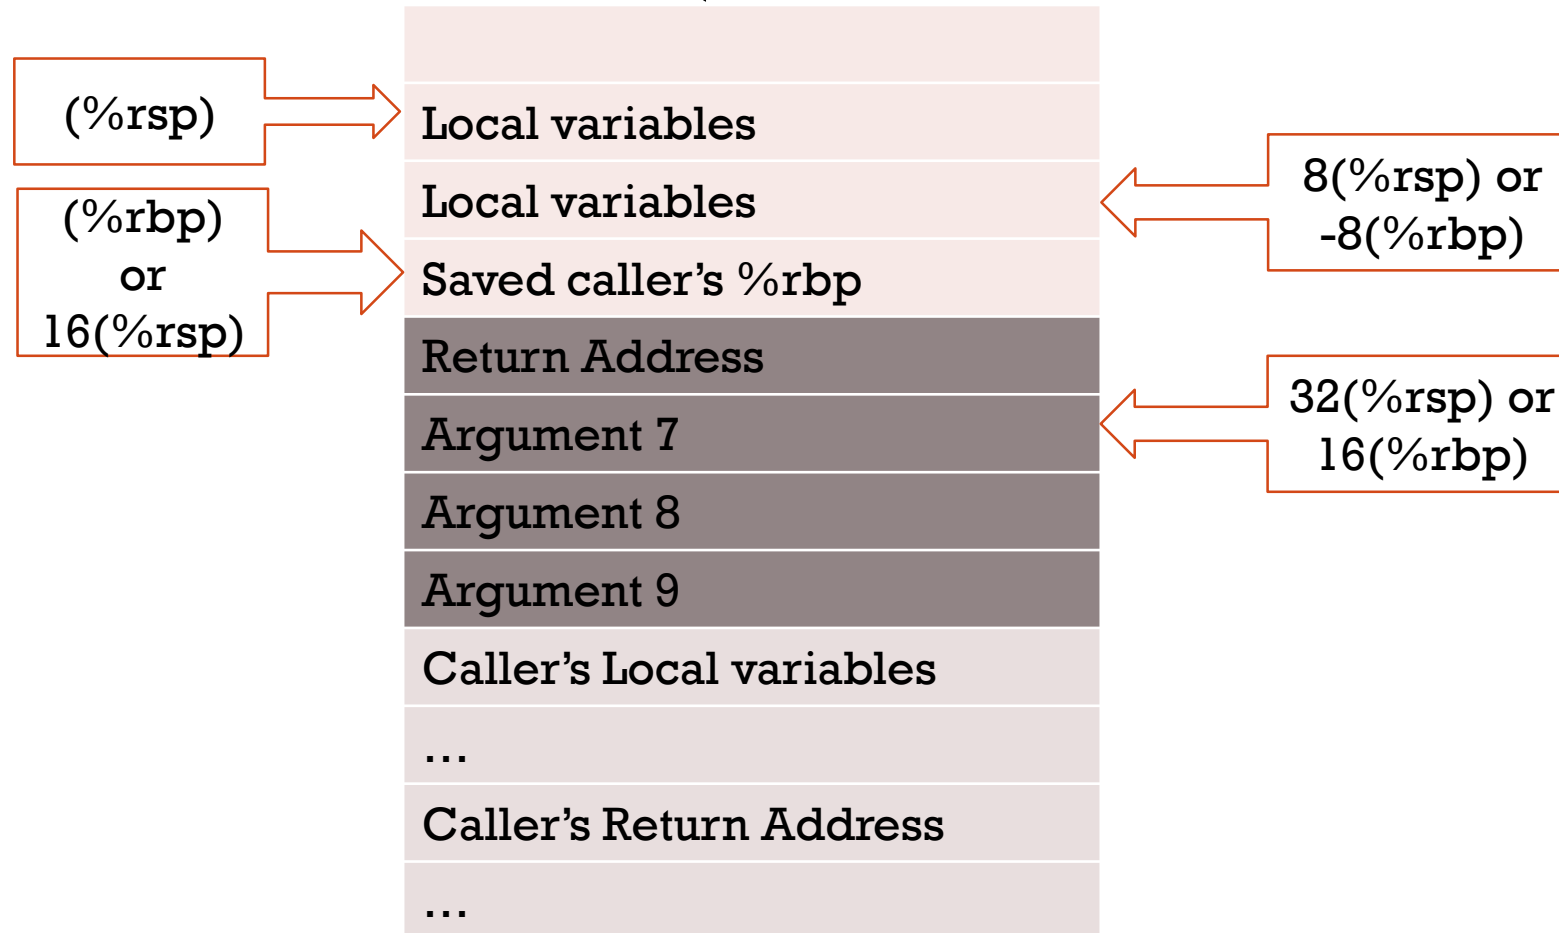 (%rsp)
Local variables
8(%rsp) or
-8(%rbp)
Local variables
(%rbp)
or
16(%rsp)
Saved caller’s %rbp
Return Address
32(%rsp) or
16(%rbp)
Argument 7
Argument 8
Argument 9
Caller’s Local variables
…
Caller’s Return Address
…